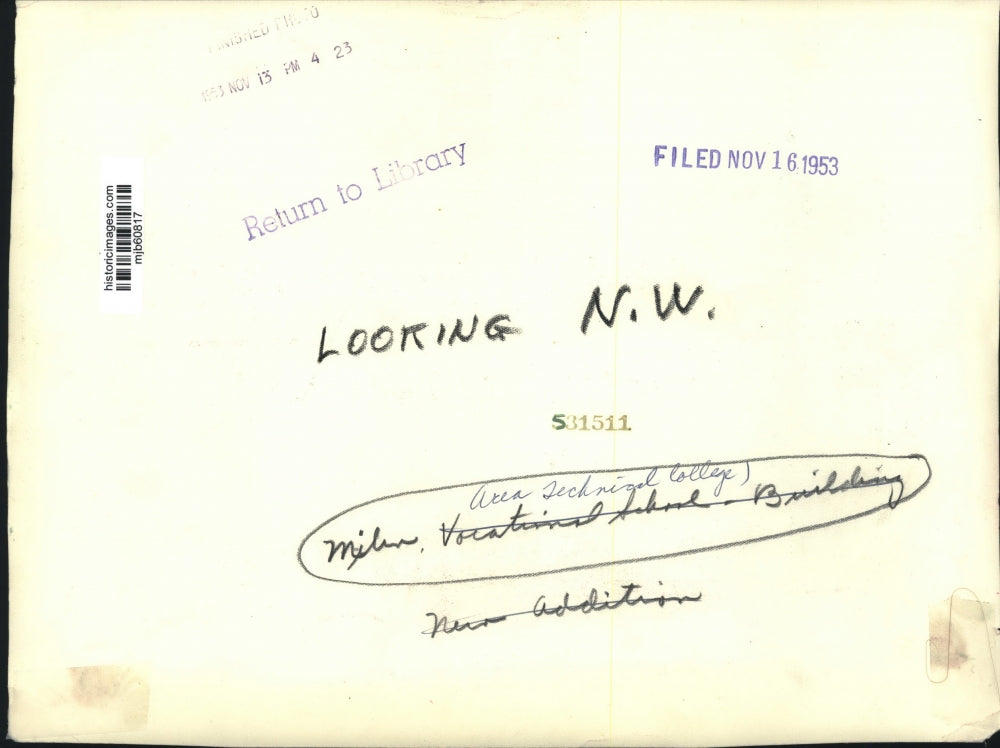 FINISHED PHOTO
1953 NOV 13 PM 4 23
Return to Library
FILED NOV 16 1953
historicimages.com
mjb60817
LOOKING N.W.
531511
Area Technical College)
Milw. Vocational School - Building
New Addition